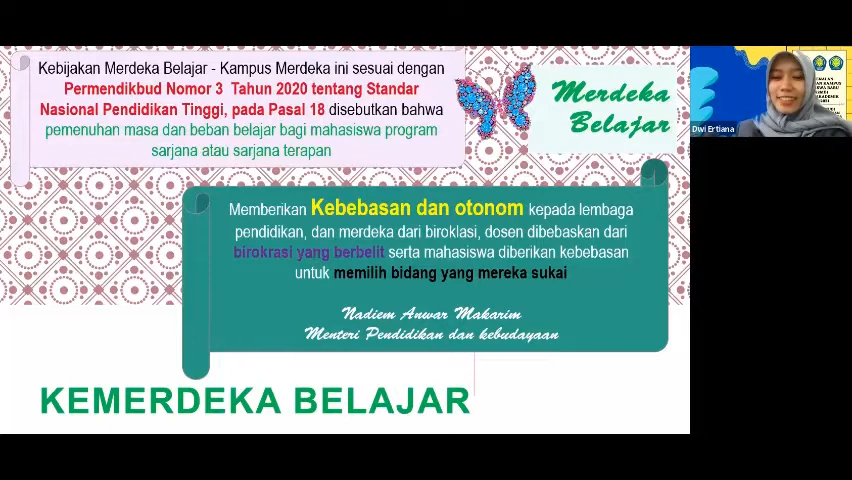 Kebijakan Merdeka Belajar - Kampus Merdeka ini sesuai dengan
Permendikbud Nomor 3 Tahun 2020 tentang Standar
Nasional Pendidikan Tinggi, pada Pasal 18 disebutkan bahwa
pemenuhan masa dan beban belajar bagi mahasiswa program
sarjana atau sarjana terapan
Merdeka
Belajar
Memberikan Kebebasan dan otonom kepada lembaga
pendidikan, dan merdeka dari biroklasi, dosen dibebaskan dari
birokrasi yang berbelit serta mahasiswa diberikan kebebasan
untuk memilih bidang yang mereka sukai
Nadiem Anwar Makarim
Menteri Pendidikan dan kebudayaan
KEMERDEKA BELAJAR
Dwi Ertiana